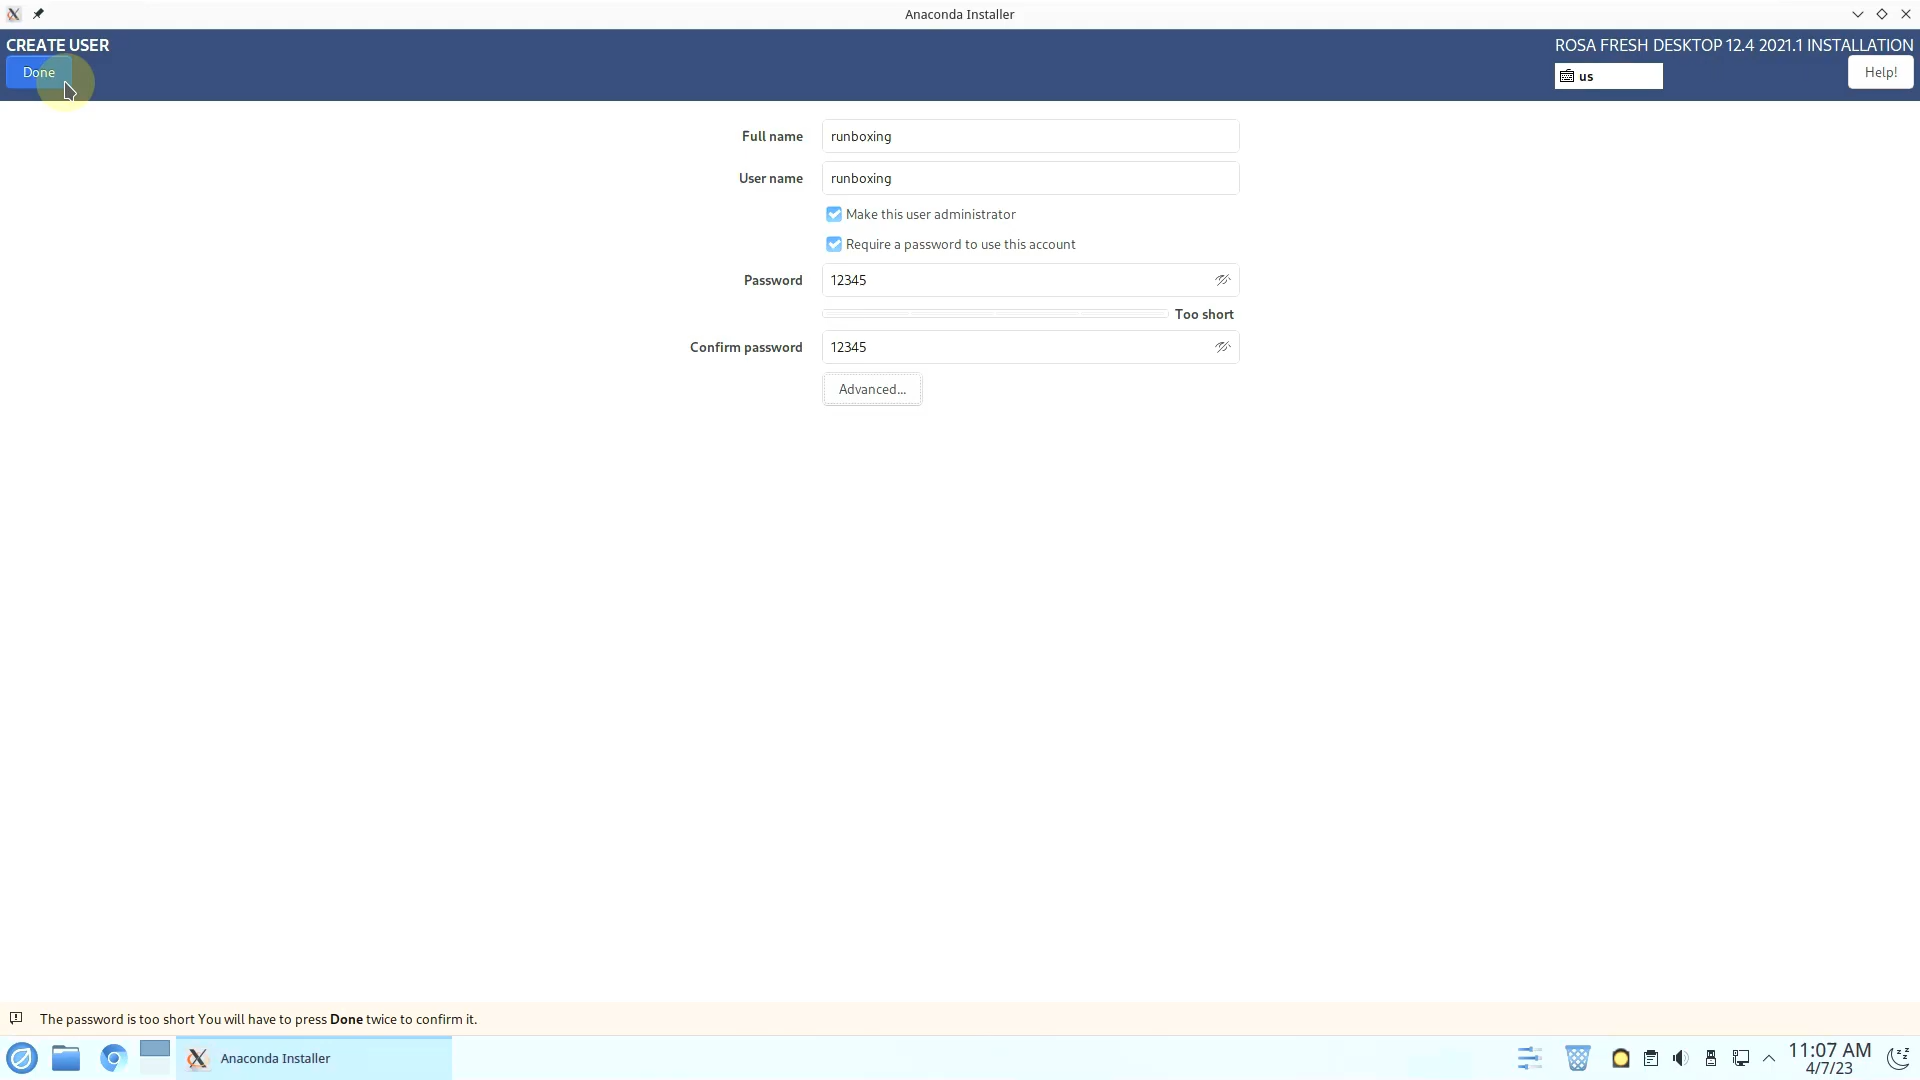 Anaconda Installer
CREATE USER
ROSA FRESH DESKTOP 12.4 2021.1 INSTALLATION
Done
us
Help!
Full name
runboxing
User name
runboxing
Make this user administrator
Require a password to use this account
Password
12345
Too short
Confirm password
12345
Advanced...
The password is too short You will have to press Done twice to confirm it.
Anaconda Installer
11:07 AM
4/7/23